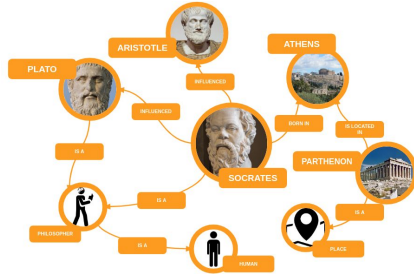 ARISTOTLE
ATHENS
PLATO
INFLUENCED
INFLUENCED
BORN IN
IS LOCATED
IN
IS A
PARTHENON
SOCRATES
IS A
IS A
PHILOSOPHER
IS A
HUMAN
PLACE